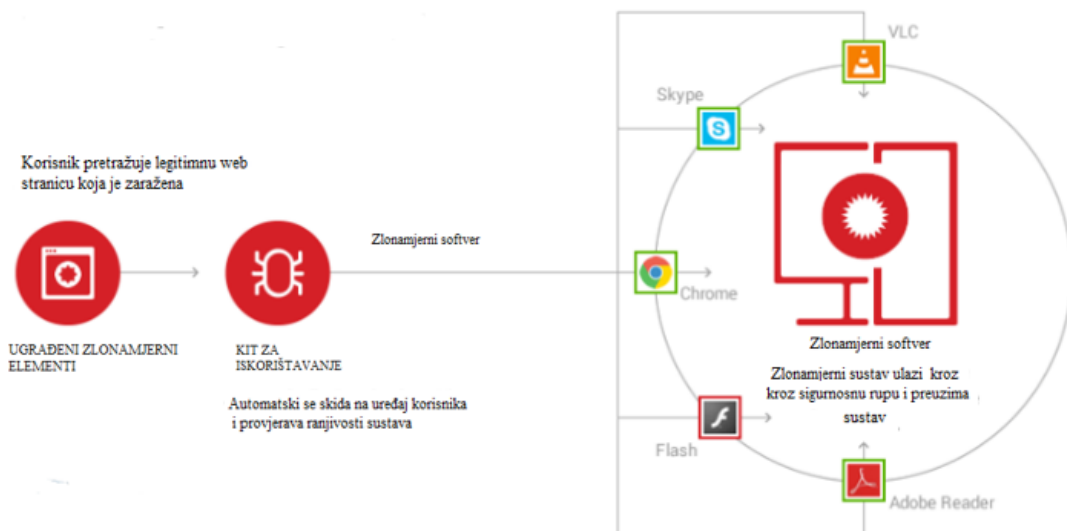 Korisnik pretražuje legitimnu web
stranicu koja je zaražena
UGRAĐENI ZLONAMJERNI
ELEMENTI
KIT ZA
ISKORIŠTAVANJE
Automatski se skida na uređaj korisnika
i provjerava ranjivosti sustava
Zlonamjerni softver
VLC
Skype
Chrome
Flash
Adobe Reader
Zlonamjerni softver
Zlonamjerni sustav ulazi kroz
kroz sigurnosnu rupu i preuzima
sustav